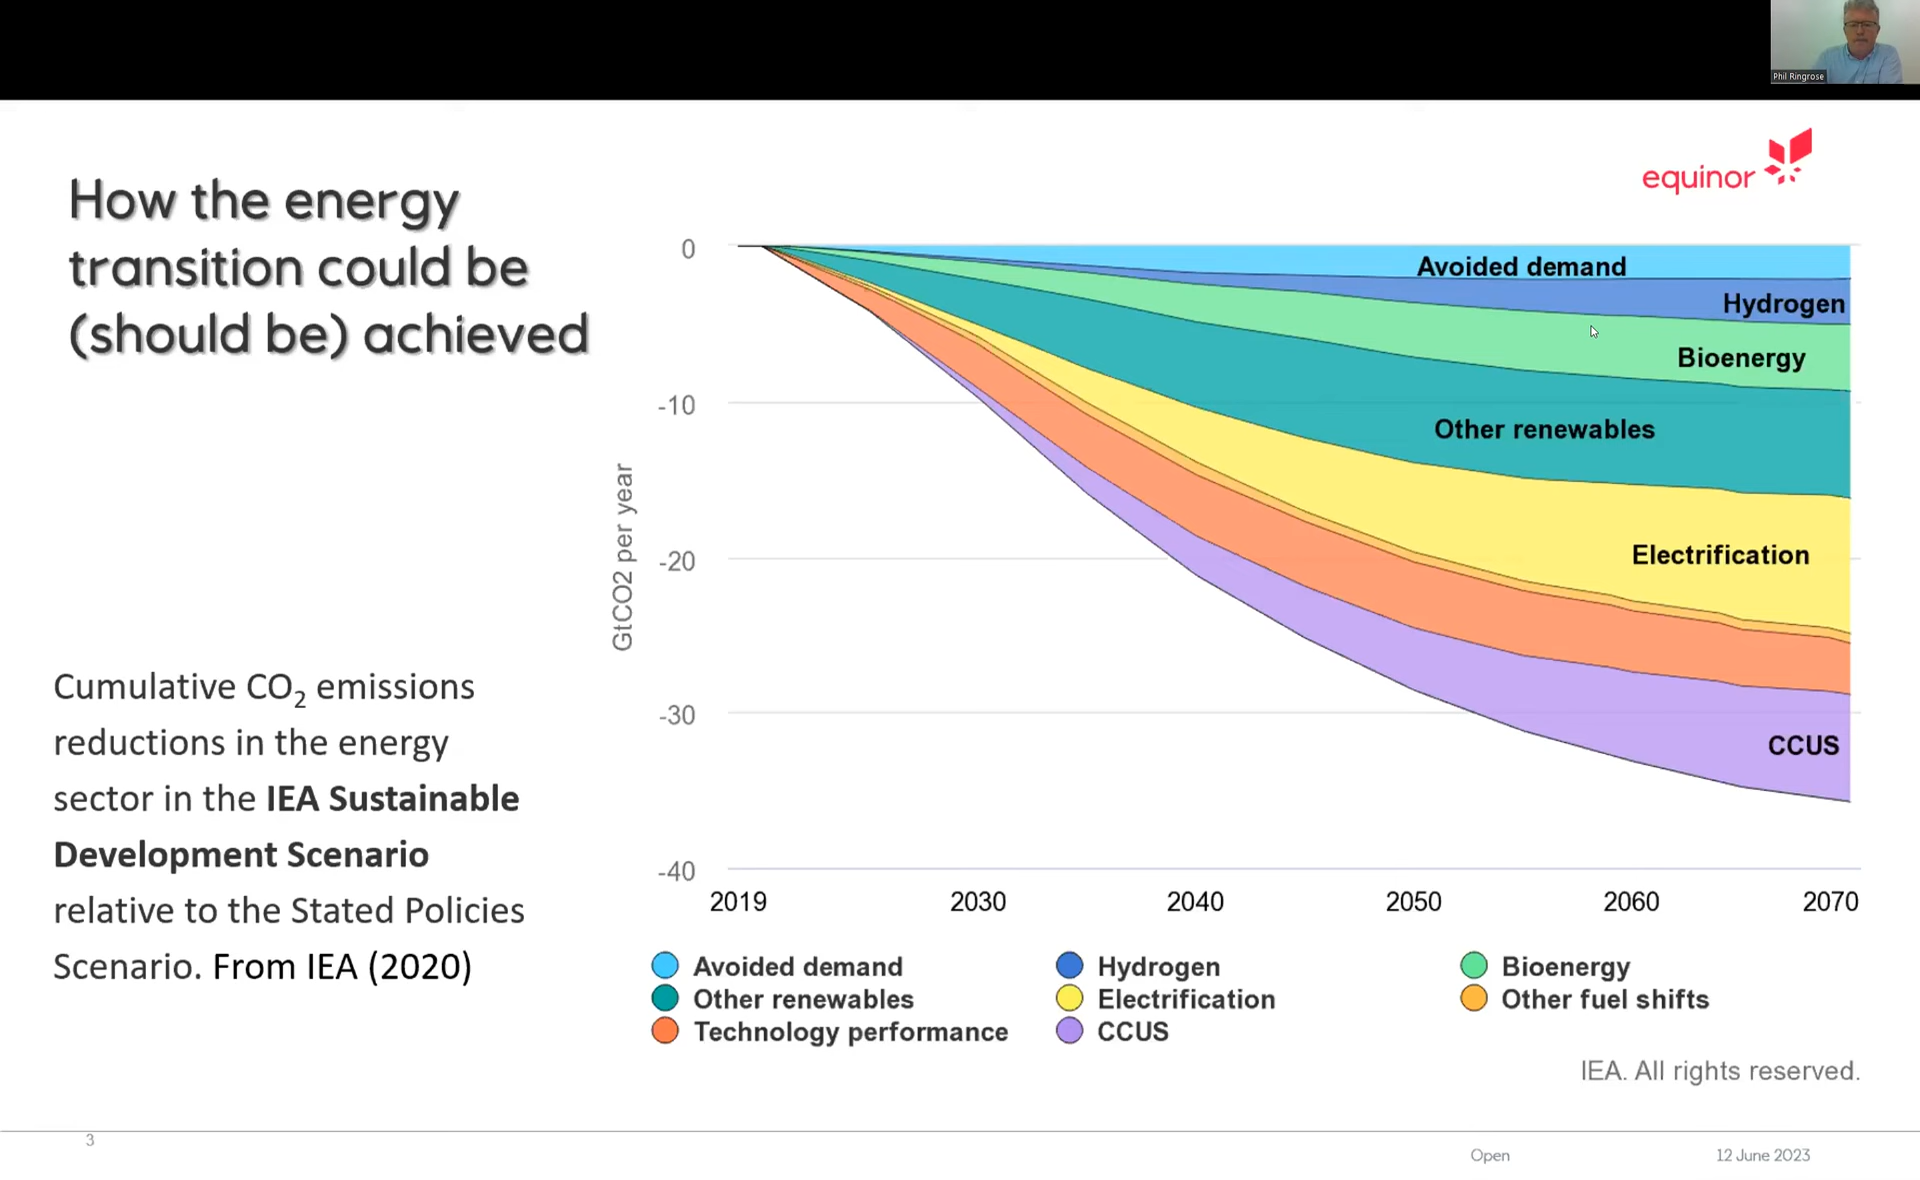 Phil Ringrose
equinor
How the energy
transition could be
(should be) achieved
Cumulative CO2 emissions
reductions in the energy
sector in the IEA Sustainable
Development Scenario
relative to the Stated Policies
Scenario. From IEA (2020)
GtCO2 per year
0
-10
-20
-30
-40
Avoided demand
Hydrogen
Bioenergy
Other renewables
Electrification
CCUS
2019 2030 2040 2050 2060 2070
Avoided demand Hydrogen Bioenergy
Other renewables Electrification Other fuel shifts
Technology performance CCUS
IEA. All rights reserved.
3
Open 12 June 2023